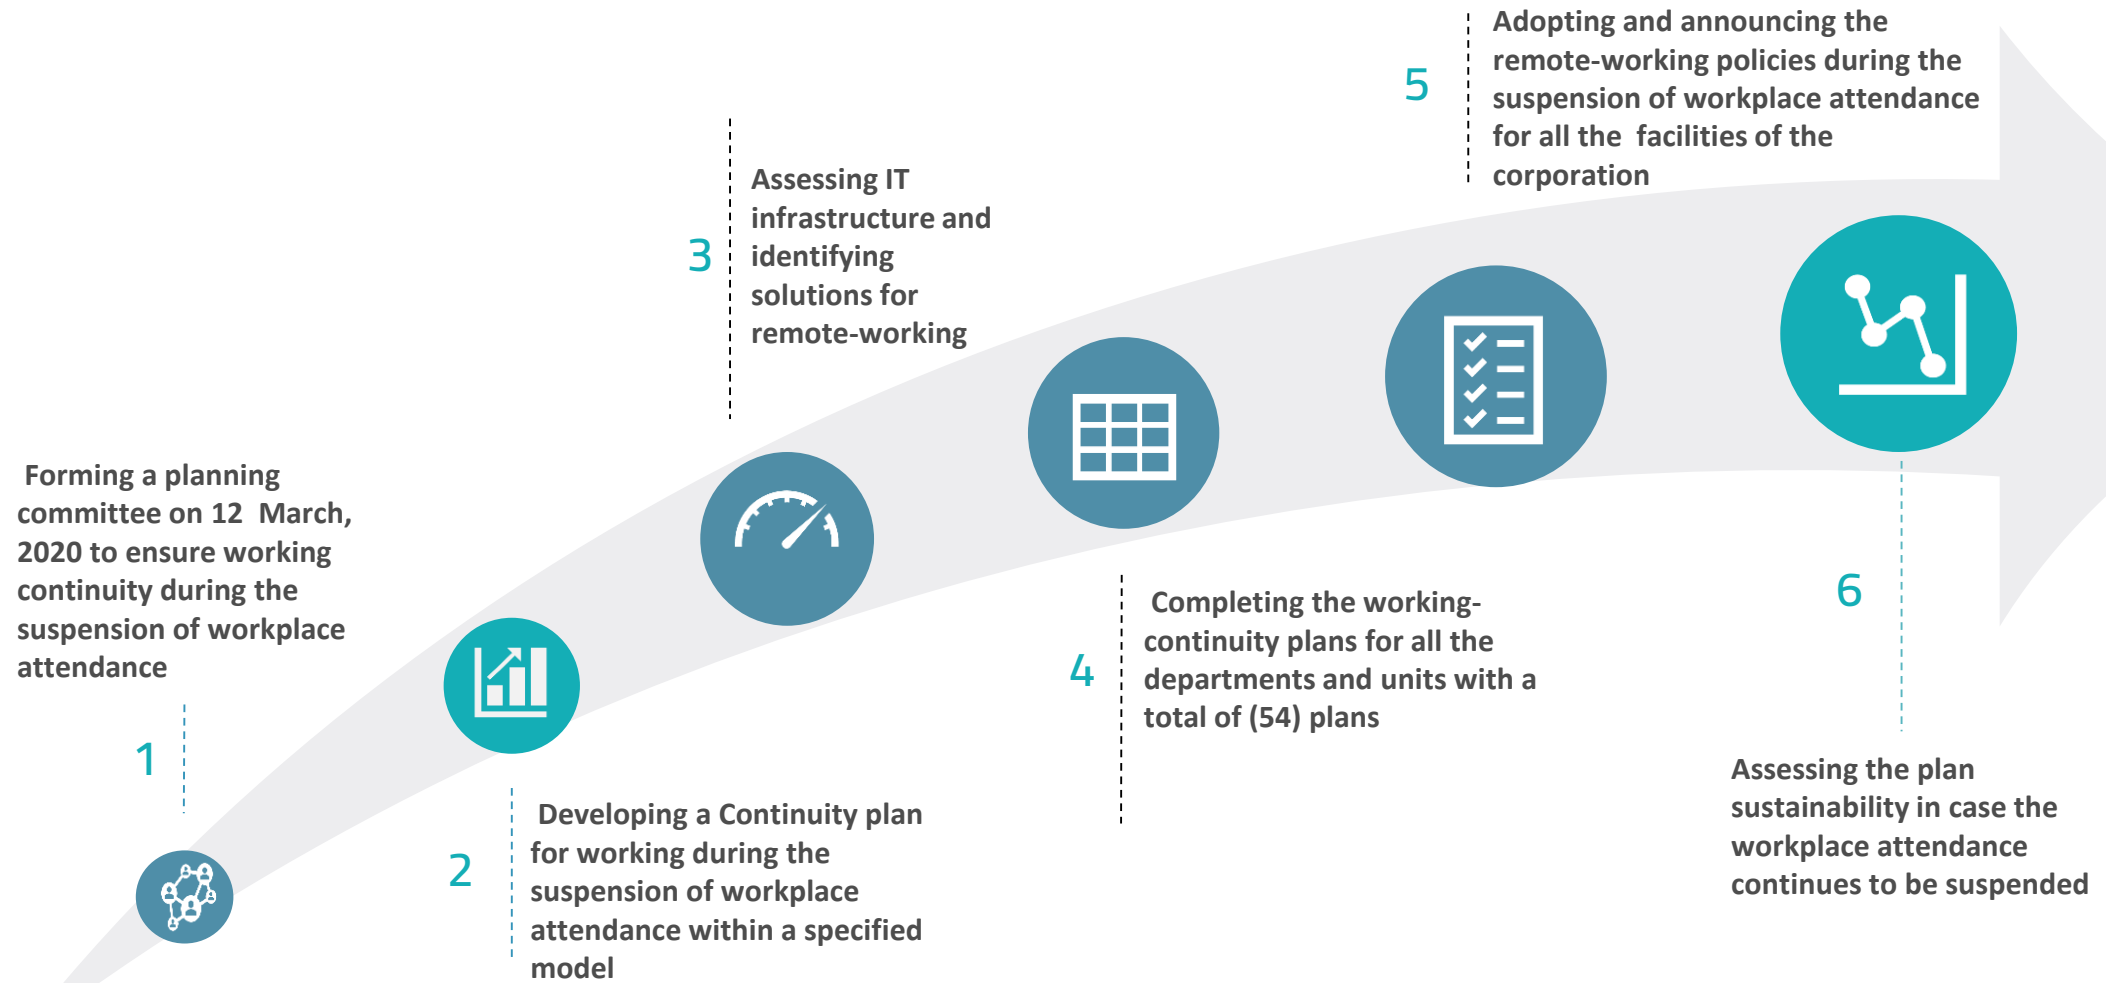 Forming a planning
committee on 12 March,
2020 to ensure working
continuity during the
suspension of workplace
attendance
1
2
Developing a Continuity plan
for working during the
suspension of workplace
attendance within a specified
model
3
Assessing IT
infrastructure and
identifying
solutions for
remote-working
4
Completing the working-
continuity plans for all the
departments and units with a
total of (54) plans
5
Adopting and announcing the
remote-working policies during the
suspension of workplace attendance
for all the facilities of the
corporation
6
Assessing the plan
sustainability in case the
workplace attendance
continues to be suspended